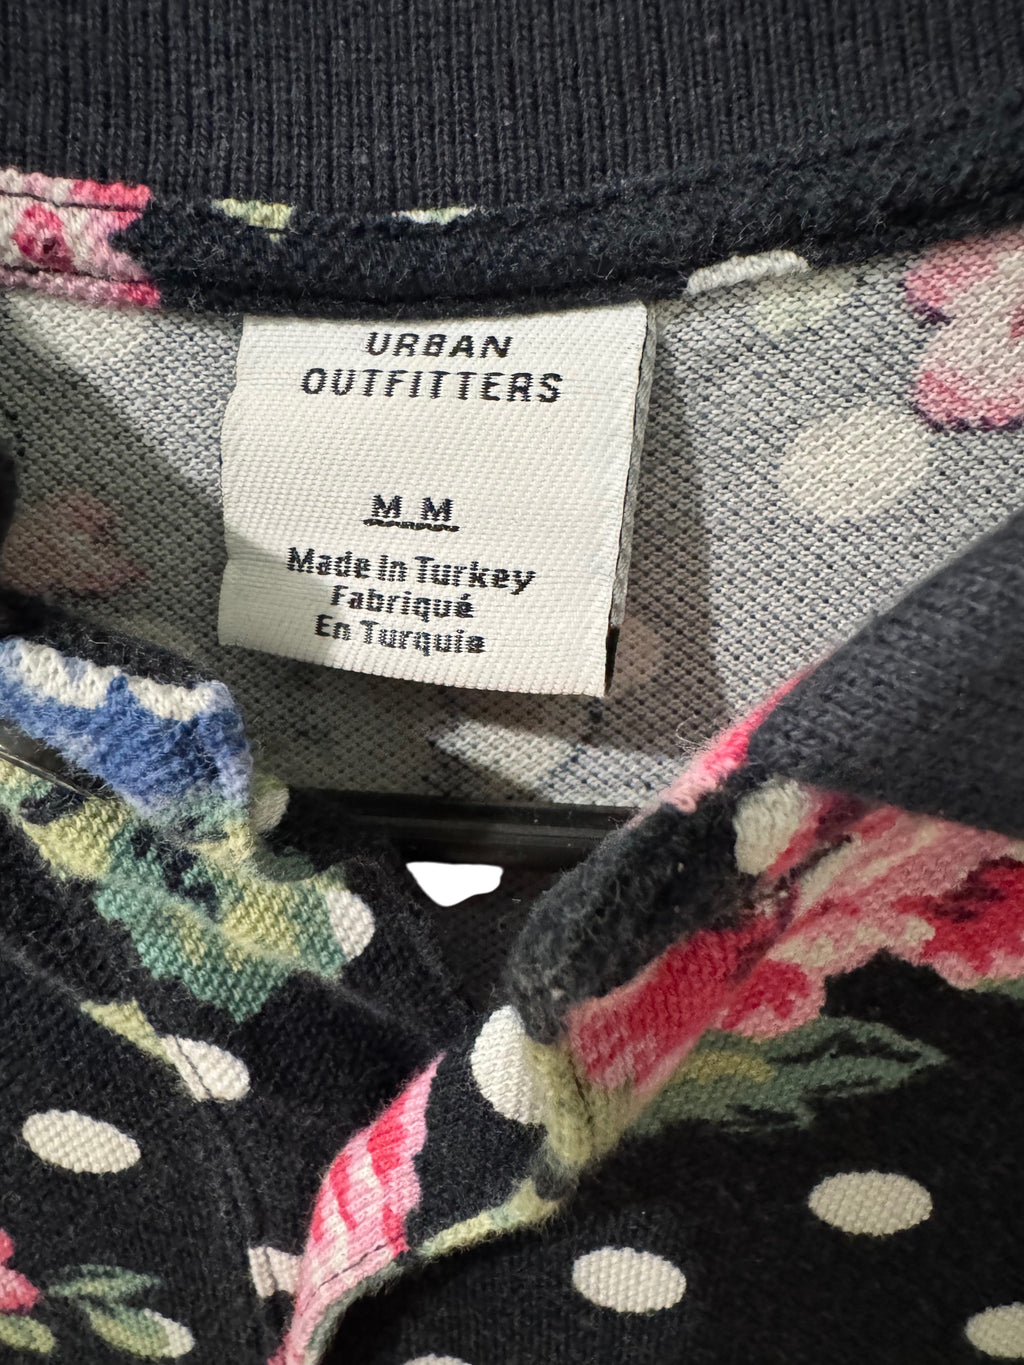 URBAN
OUTFITTERS
M M
Made In Turkey
Fabriqué
En Turquie